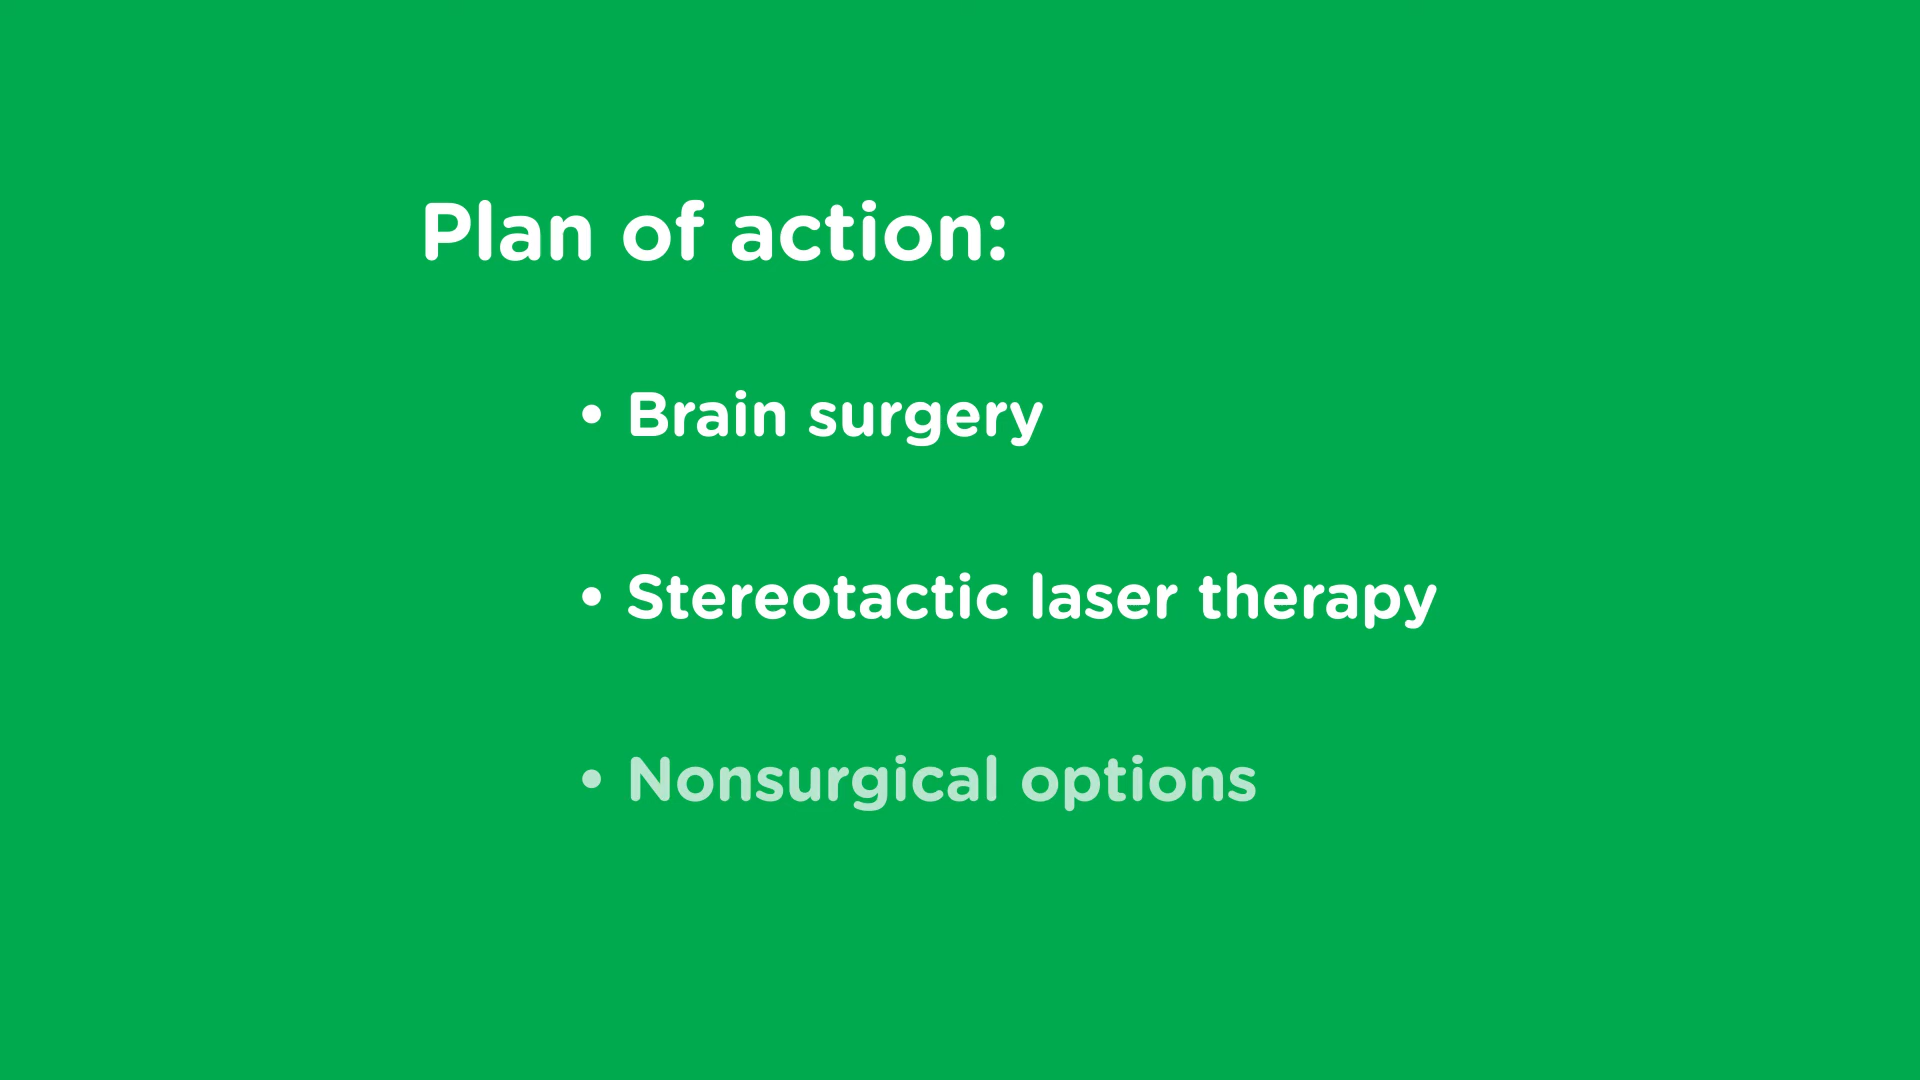 Plan of action:
• Brain surgery
• Stereotactic laser therapy
• Nonsurgical options